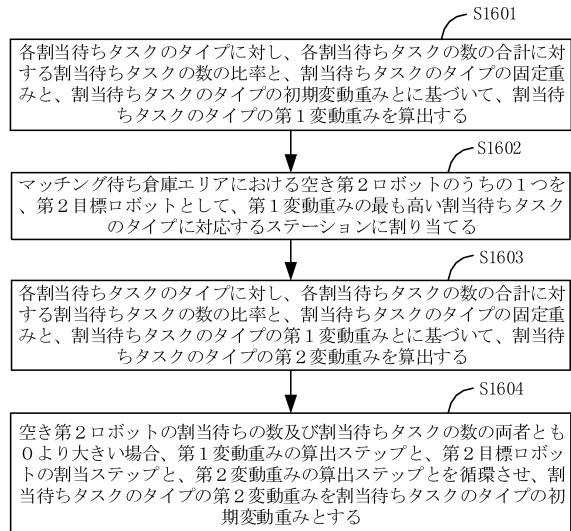 S1601
各割当待ちタスクのタイプに対し、各割当待ちタスクの数の合計に対
する割当待ちタスクの数の比率と、割当待ちタスクのタイプの固定重
みと、割当待ちタスクのタイプの初期変動重みとに基づいて、割当待
ちタスクのタイプの第１変動重みを算出する
S1602
マッチング待ち倉庫エリアにおける空き第２ロボットのうちの１つを
、第２目標ロボットとして、第１変動重みの最も高い割当待ちタスク
のタイプに対応するステーションに割り当てる
S1603
各割当待ちタスクのタイプに対し、各割当待ちタスクの数の合計に対
する割当待ちタスクの数の比率と、割当待ちタスクのタイプの固定重
みと、割当待ちタスクのタイプの第１変動重みとに基づいて、割当待
ちタスクのタイプの第２変動重みを算出する
S1604
空き第２ロボットの割当待ちの数及び割当待ちタスクの数の両者とも
０より大きい場合、第１変動重みの算出ステップと、第２目標ロボッ
トの割当ステップと、第２変動重みの算出ステップとを循環させ、割
当待ちタスクのタイプの第２変動重みを割当待ちタスクのタイプの初
期変動重みとする